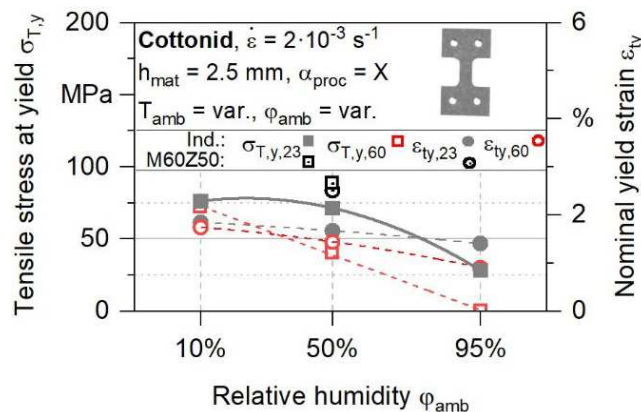 Tensile stress at yield σT,y
200
MPa
100
50
0
Cottonid, ε̇ = 2·10⁻³ s⁻¹
hmat = 2.5 mm, αproc = X
Tamb = var., φamb = var.
Ind.: σT,y,23 σT,y,60 εty,23 εty,60
M60Z50:
6
%
2
0
Nominal yield strain εty
10% 50% 95%
Relative humidity φamb